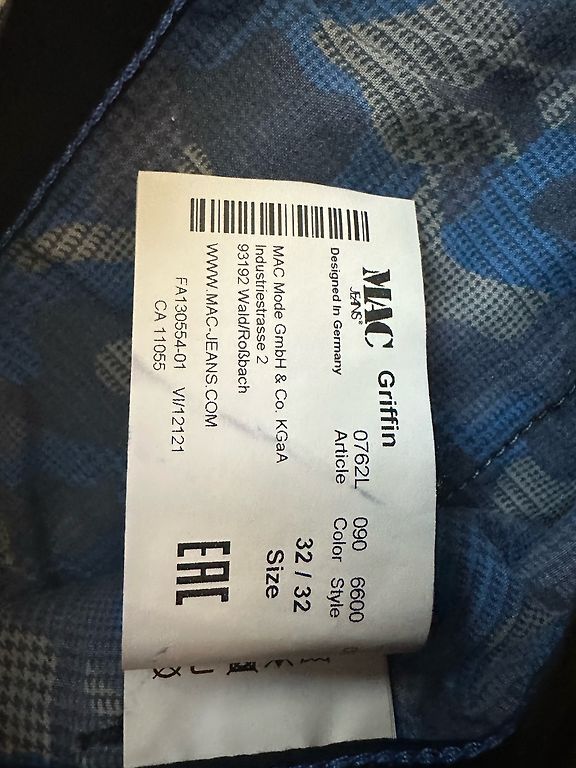 MAC
JEANS®
Griffin
Designed In Germany
0762L 090 6600
Article Color Style
MAC Mode GmbH & Co. KGaA
Industriestrasse 2
93192 Wald/Roßbach
WWW.MAC-JEANS.COM
32 / 32
Size
FA130554-01 VI/12121
CA 11055
EAC